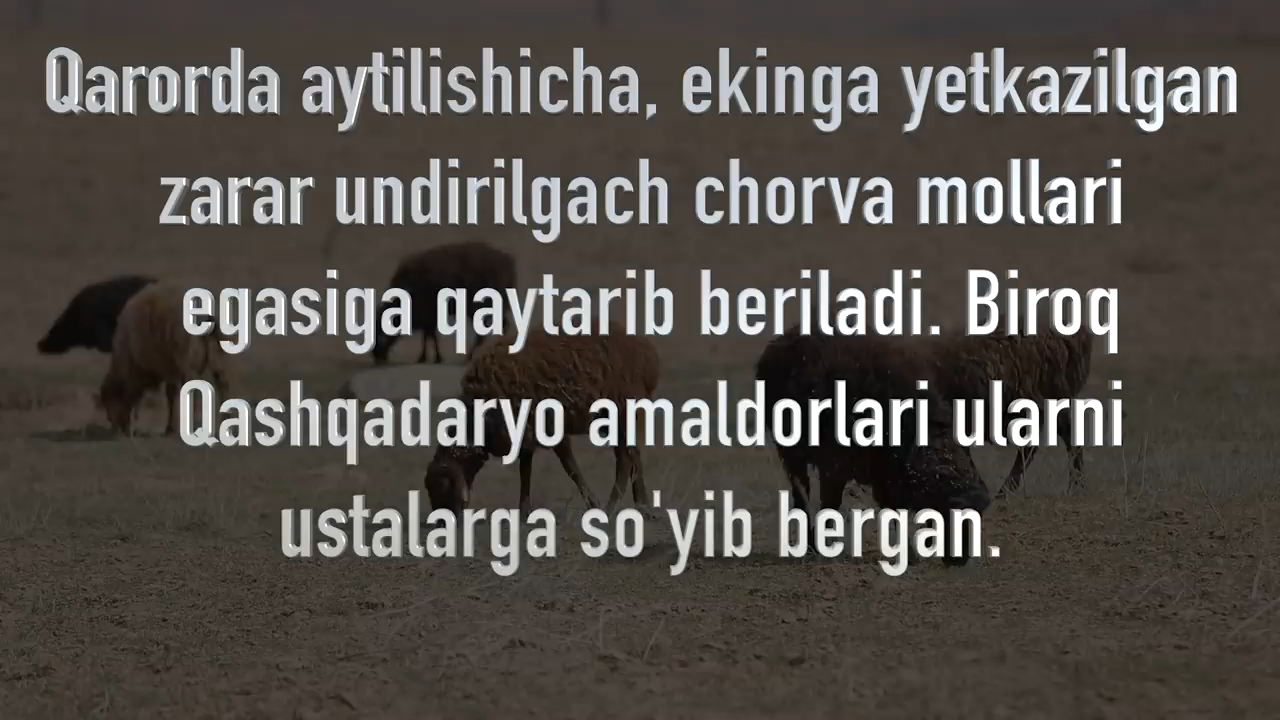 Qarorda aytilishicha, ekinga yetkazilgan
zarar undirilgach chorva mollari
egasiga qaytarib beriladi. Biroq
Qashqadaryo amaldorlari ularni
ustalarga so'yib bergan.